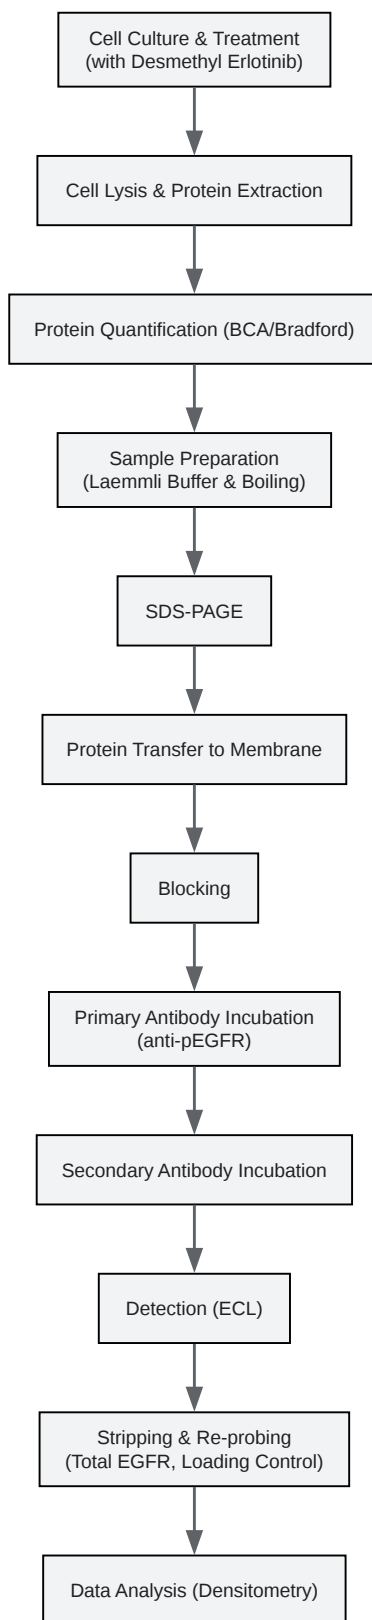 Cell Culture & Treatment
(with Desmethyl Erlotinib)
Cell Lysis & Protein Extraction
Protein Quantification (BCA/Bradford)
Sample Preparation
(Laemmli Buffer & Boiling)
SDS-PAGE
Protein Transfer to Membrane
Blocking
Primary Antibody Incubation
(anti-pEGFR)
Secondary Antibody Incubation
Detection (ECL)
Stripping & Re-probing
(Total EGFR, Loading Control)
Data Analysis (Densitometry)